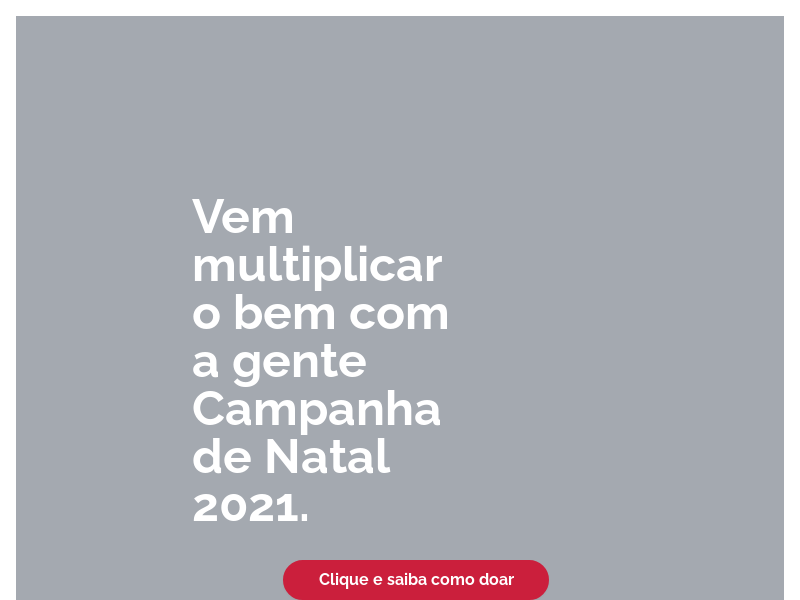 Vem
multiplicar
o bem com
a gente
Campanha
de Natal
2021.
Clique e saiba como doar